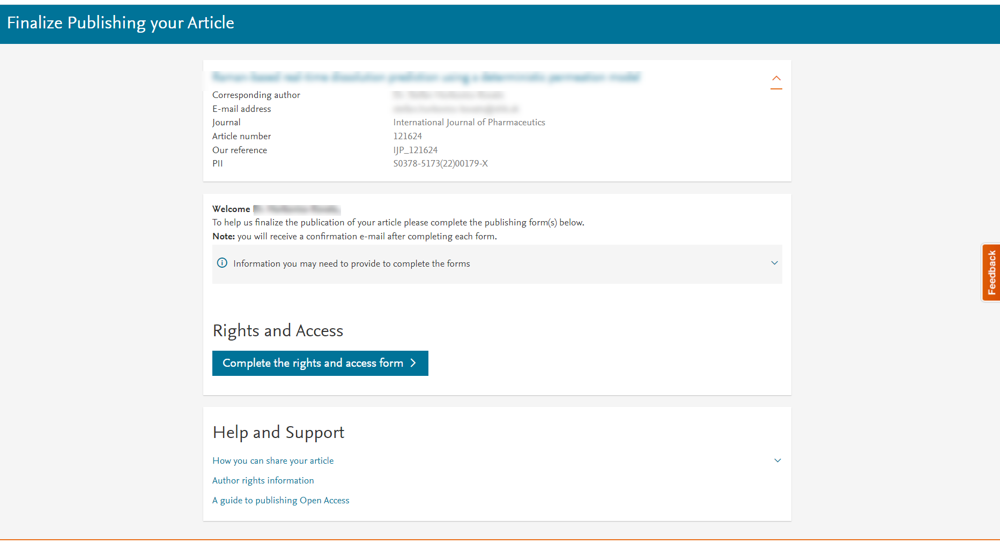 Finalize Publishing your Article
Corresponding author
E-mail address
Journal International Journal of Pharmaceutics
Article number 121624
Our reference IJP_121624
PII S0378-5173(22)00179-X
Welcome
To help us finalize the publication of your article please complete the publishing form(s) below.
Note: you will receive a confirmation e-mail after completing each form.
Information you may need to provide to complete the forms
Feedback
Rights and Access
Complete the rights and access form
Help and Support
How you can share your article
Author rights information
A guide to publishing Open Access